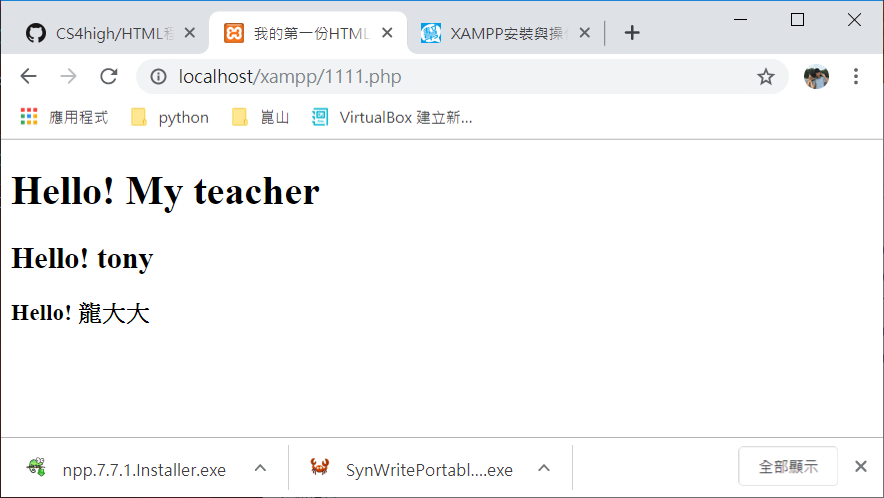 CS4high/HTML程
我的第一份HTML
XAMPP安裝與操
localhost/xampp/1111.php
應用程式
python
崑山
VirtualBox 建立新...
Hello! My teacher
Hello! tony
Hello! 龍大大
npp.7.7.1.Installer.exe
SynWritePortabl....exe
全部顯示